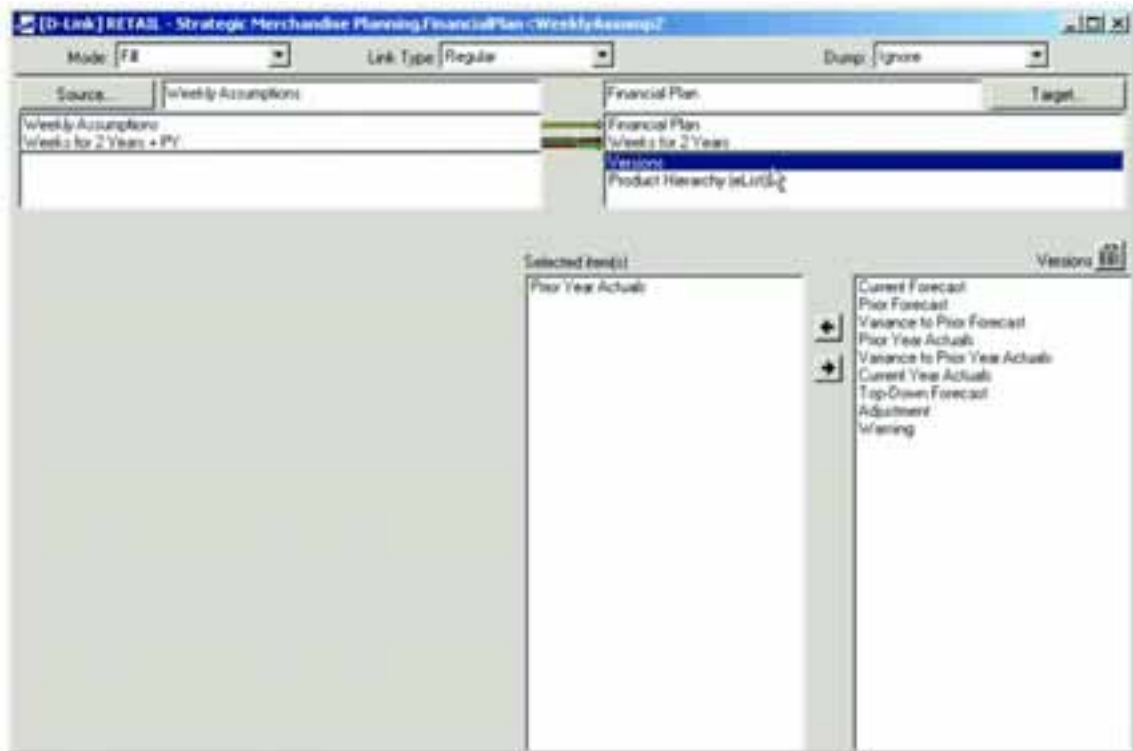 [D-Link] RETAIL - Strategic Merchandise Planning.FinancialPlan <WeeklyAssump2
Mode: Fill Link Type: Regular Dump: Ignore
Source... Weekly Assumptions Financial Plan Target...
Weekly Assumptions Financial Plan
Weeks for 2 Years + PY Weeks for 2 Years
Versions
Product Hierarchy (eList)
Selected item(s) Versions
Prior Year Actuals Current Forecast
Prior Forecast
Variance to Prior Forecast
Prior Year Actuals
Variance to Prior Year Actuals
Current Year Actuals
Top-Down Forecast
Adjustment
Warning